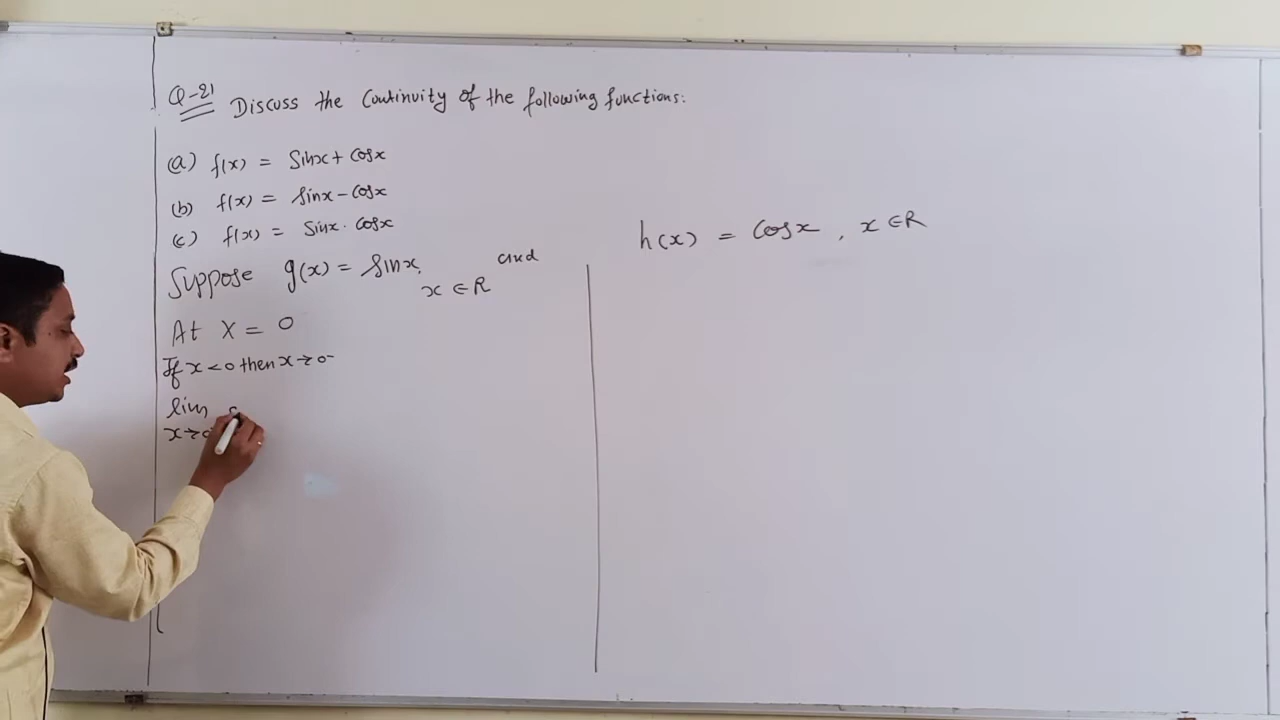 Q-21 Discuss the Continuity of the following functions:
(a) f(x) = Sinx + Cosx
(b) f(x) = Sinx - Cosx
(c) f(x) = Sinx . Cosx
Suppose g(x) = Sinx, x ∈ R and
h(x) = Cosx , x ∈ R
At X = 0
If x < 0 then x → 0-
lim
x → 0